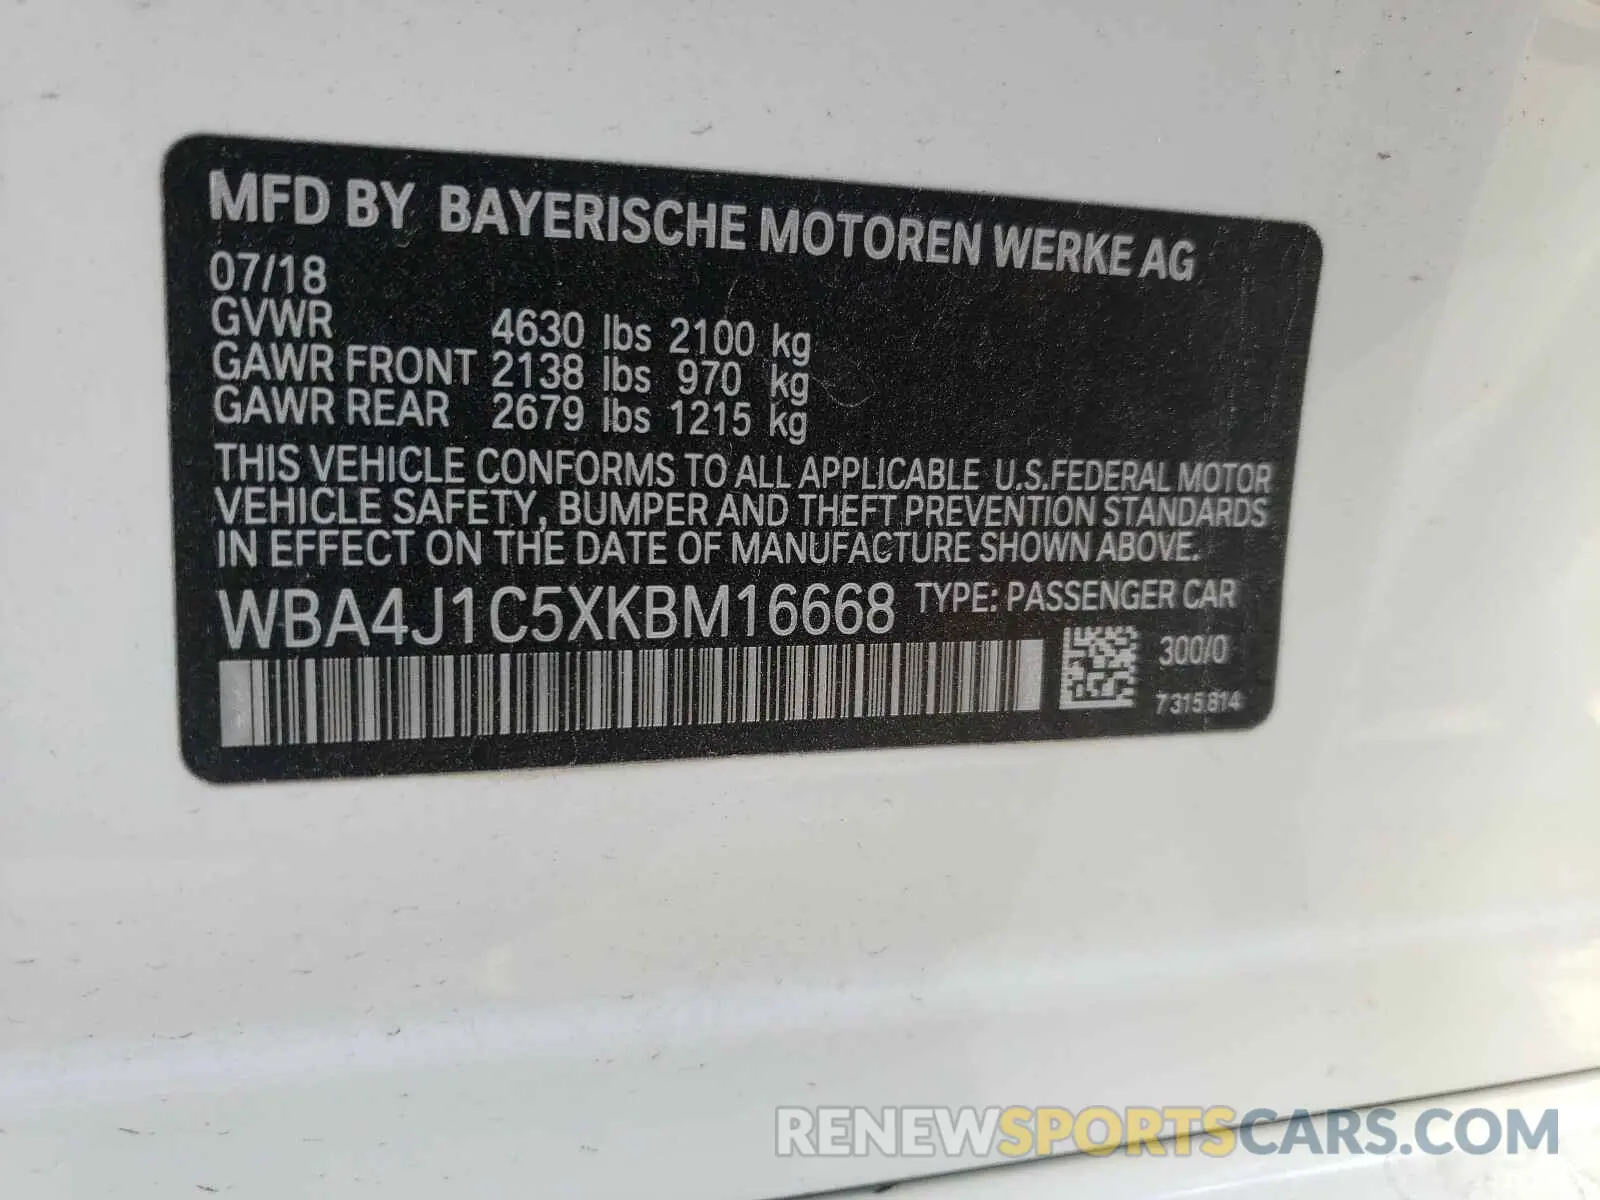 MFD BY BAYERISCHE MOTOREN WERKE AG
07/18
GVWR 4630 lbs 2100 kg
GAWR FRONT 2138 lbs 970 kg
GAWR REAR 2679 lbs 1215 kg
THIS VEHICLE CONFORMS TO ALL APPLICABLE U.S.FEDERAL MOTOR
VEHICLE SAFETY, BUMPER AND THEFT PREVENTION STANDARDS
IN EFFECT ON THE DATE OF MANUFACTURE SHOWN ABOVE.
WBA4J1C5XKBM16668 TYPE: PASSENGER CAR
300/0
7 315 814
RENEWSPORTSCARS.COM